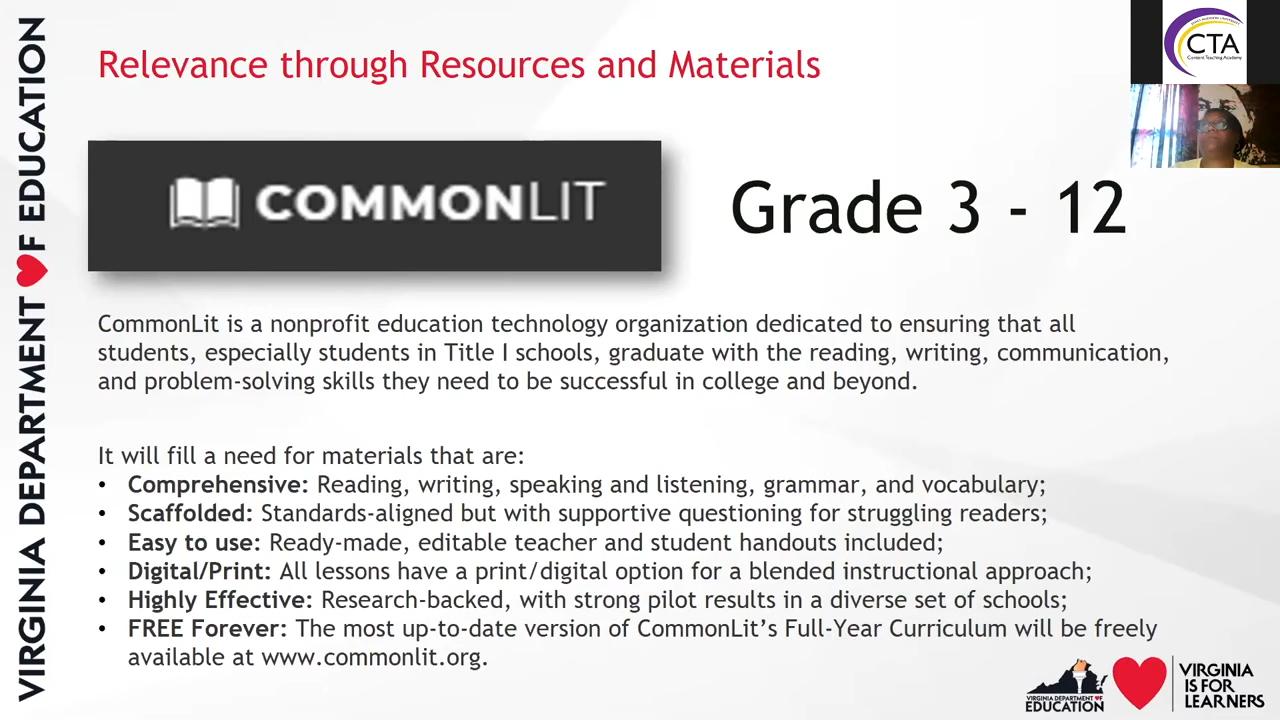 VIRGINIA DEPARTMENT OF EDUCATION
Relevance through Resources and Materials
JAMES MADISON UNIVERSITY
CTA
Content Teaching Academy
COMMONLIT
Grade 3 - 12
CommonLit is a nonprofit education technology organization dedicated to ensuring that all
students, especially students in Title I schools, graduate with the reading, writing, communication,
and problem-solving skills they need to be successful in college and beyond.
It will fill a need for materials that are:
• Comprehensive: Reading, writing, speaking and listening, grammar, and vocabulary;
• Scaffolded: Standards-aligned but with supportive questioning for struggling readers;
• Easy to use: Ready-made, editable teacher and student handouts included;
• Digital/Print: All lessons have a print/digital option for a blended instructional approach;
• Highly Effective: Research-backed, with strong pilot results in a diverse set of schools;
• FREE Forever: The most up-to-date version of CommonLit's Full-Year Curriculum will be freely
available at www.commonlit.org.
VIRGINIA DEPARTMENT OF
EDUCATION
VIRGINIA
IS FOR
LEARNERS